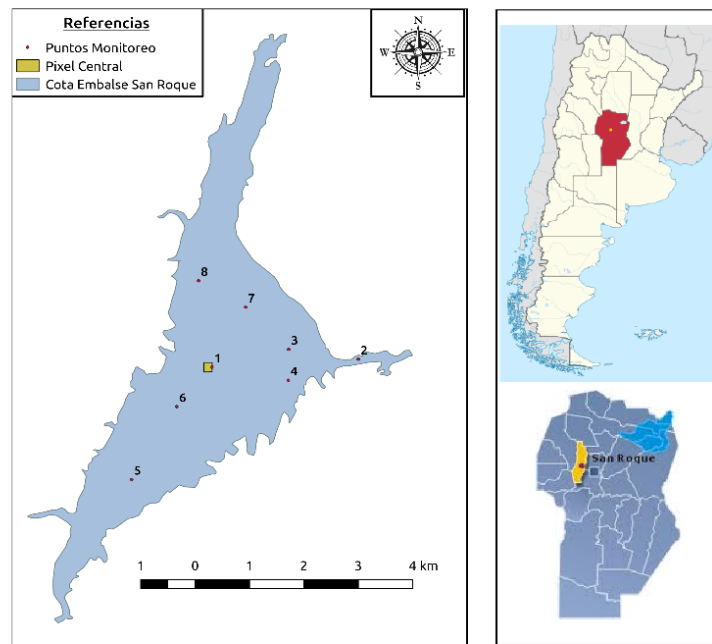 Referencias
Puntos Monitoreo
Pixel Central
Cota Embalse San Roque
N
W
E
S
8
7
3
2
1
4
6
5
1 0 1 2 3 4 km
San Roque